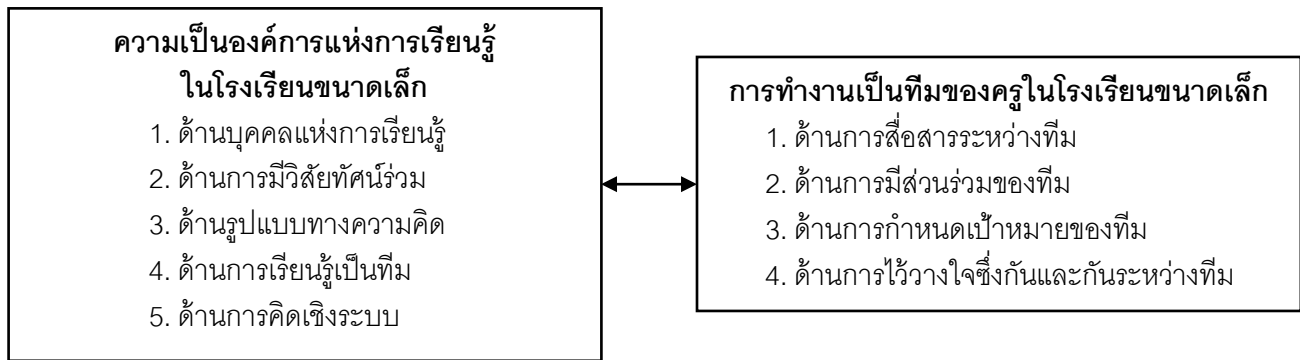 ความเป็นองค์การแห่งการเรียนรู้
ในโรงเรียนขนาดเล็ก
1. ด้านบุคคลแห่งการเรียนรู้
2. ด้านการมีวิสัยทัศน์ร่วม
3. ด้านรูปแบบทางความคิด
4. ด้านการเรียนรู้เป็นทีม
5. ด้านการคิดเชิงระบบ
การทำงานเป็นทีมของครูในโรงเรียนขนาดเล็ก
1. ด้านการสื่อสารระหว่างทีม
2. ด้านการมีส่วนร่วมของทีม
3. ด้านการกำหนดเป้าหมายของทีม
4. ด้านการไว้วางใจซึ่งกันและกันระหว่างทีม